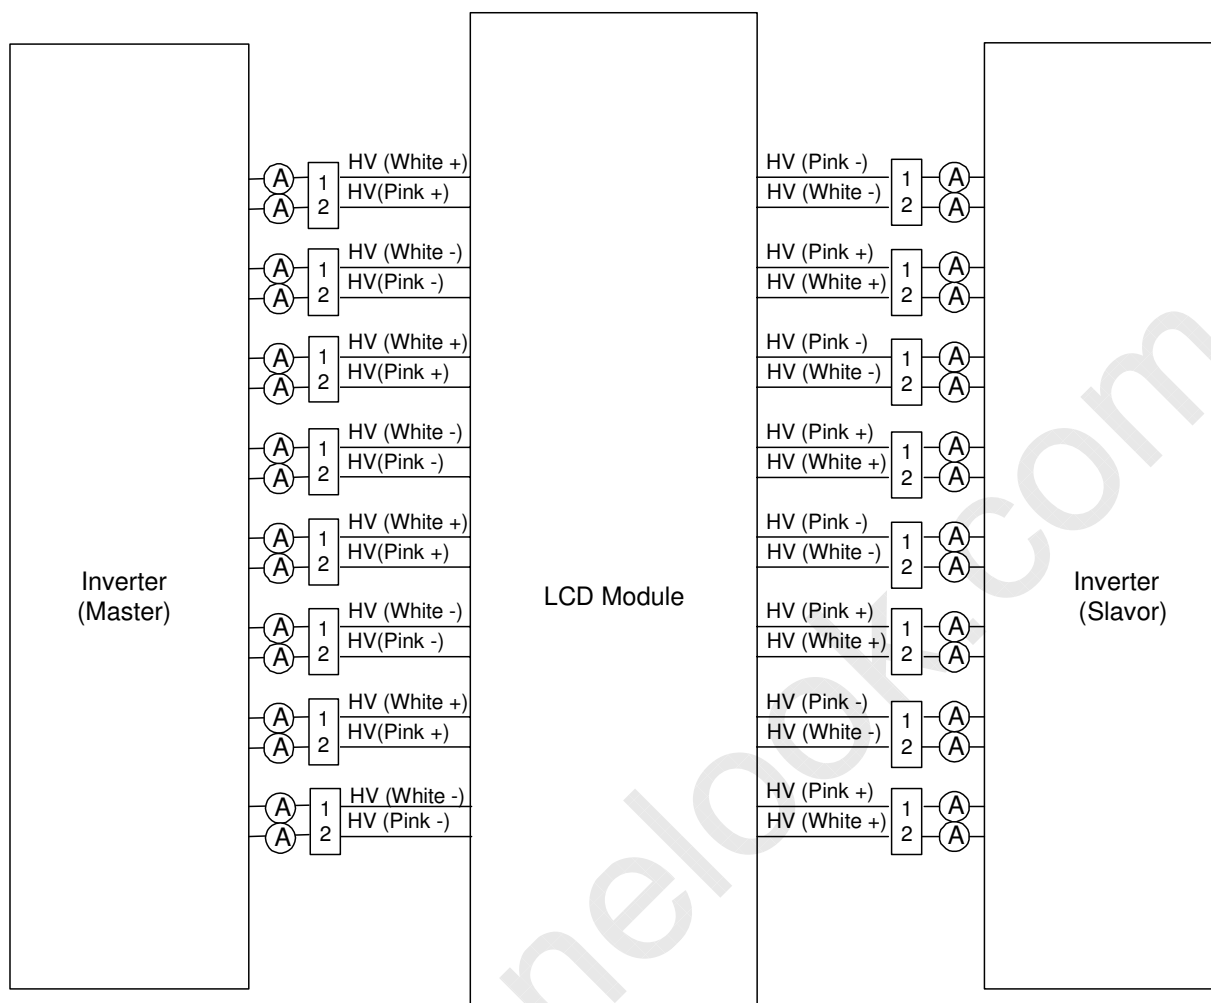 A 1 HV (White +)
A 2 HV(Pink +)
A 1 HV (White -)
A 2 HV(Pink -)
A 1 HV (White +)
A 2 HV(Pink +)
A 1 HV (White -)
A 2 HV(Pink -)
A 1 HV (White +)
A 2 HV(Pink +)
A 1 HV (White -)
A 2 HV(Pink -)
A 1 HV (White +)
A 2 HV(Pink +)
A 1 HV (White -)
A 2 HV (Pink -)
Inverter
(Master)
LCD Module
HV (Pink -) 1 A
HV (White -) 2 A
HV (Pink +) 1 A
HV (White +) 2 A
HV (Pink -) 1 A
HV (White -) 2 A
HV (Pink +) 1 A
HV (White +) 2 A
HV (Pink -) 1 A
HV (White -) 2 A
HV (Pink +) 1 A
HV (White +) 2 A
HV (Pink -) 1 A
HV (White -) 2 A
HV (Pink +) 1 A
HV (White +) 2 A
Inverter
(Slavor)
nelook.com